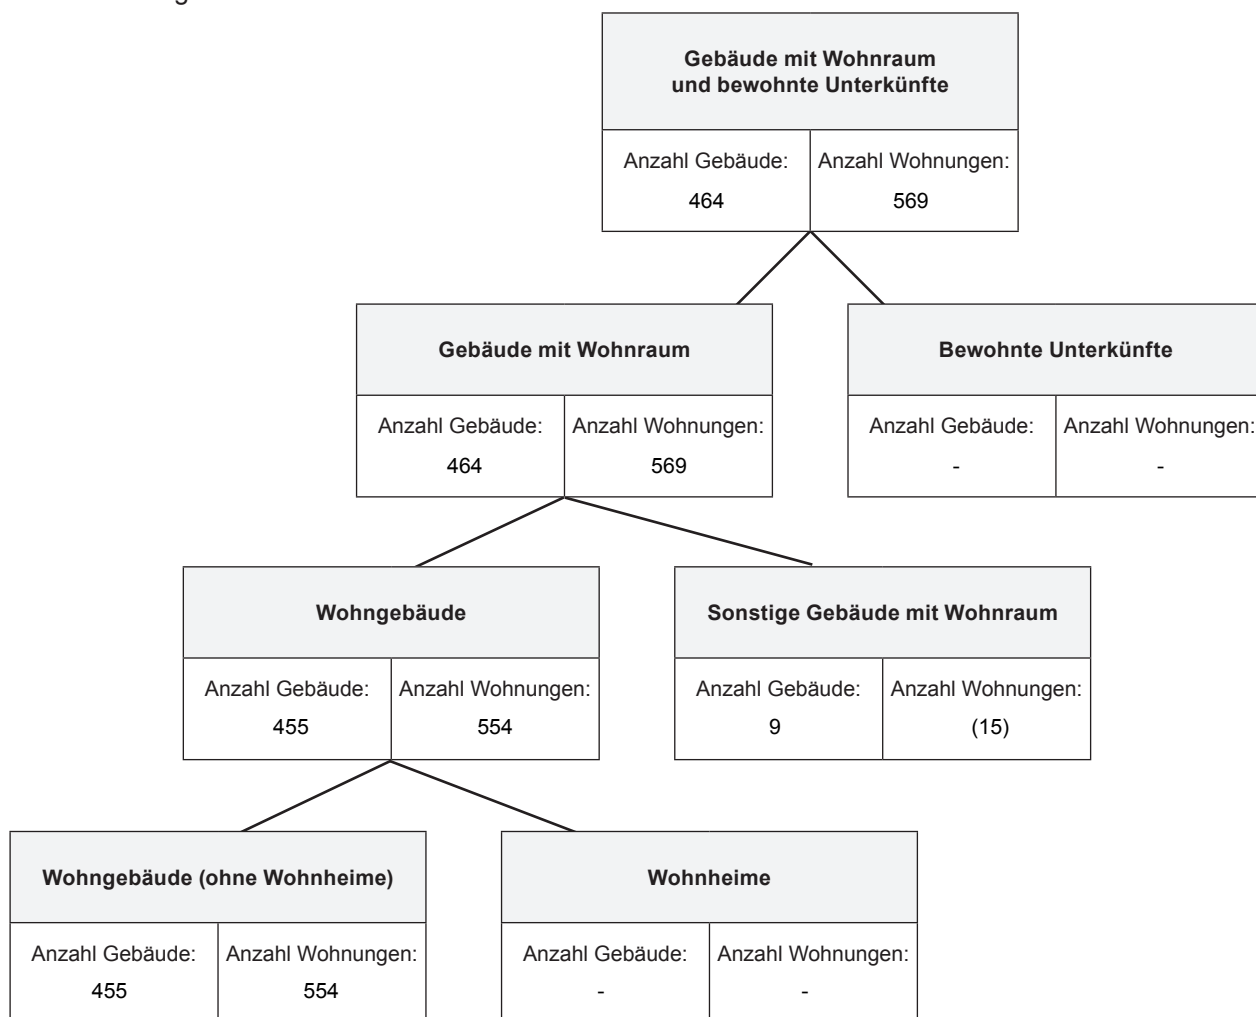 Gebäude mit Wohnraum
und bewohnte Unterkünfte
Anzahl Gebäude: Anzahl Wohnungen:
464 569
Gebäude mit Wohnraum Bewohnte Unterkünfte
Anzahl Gebäude: Anzahl Wohnungen: Anzahl Gebäude: Anzahl Wohnungen:
464 569 - -
Wohngebäude Sonstige Gebäude mit Wohnraum
Anzahl Gebäude: Anzahl Wohnungen: Anzahl Gebäude: Anzahl Wohnungen:
455 554 9 (15)
Wohngebäude (ohne Wohnheime) Wohnheime
Anzahl Gebäude: Anzahl Wohnungen: Anzahl Gebäude: Anzahl Wohnungen:
455 554 - -